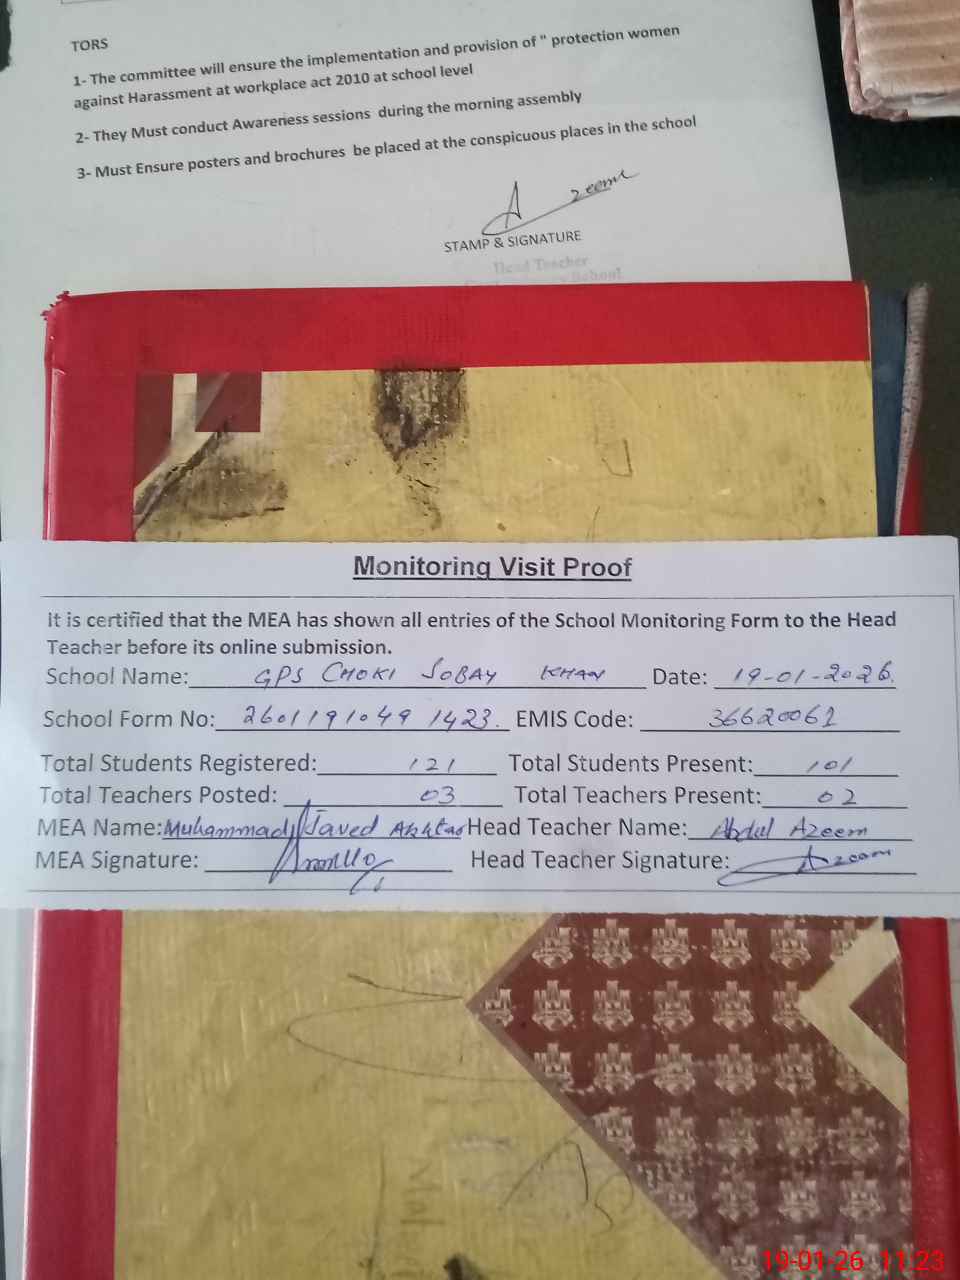 TORS
1- The committee will ensure the implementation and provision of " protection women
against Harassment at workplace act 2010 at school level
2- They Must conduct Awareness sessions during the morning assembly
3- Must Ensure posters and brochures be placed at the conspicuous places in the school
A zeem
STAMP & SIGNATURE
Head Teacher
School
Monitoring Visit Proof
It is certified that the MEA has shown all entries of the School Monitoring Form to the Head
Teacher before its online submission.
School Name: GPS CHOKI SOBAY KHAN Date: 19-01-2026.
School Form No: 2601191049 1423. EMIS Code: 36620061
Total Students Registered: 121 Total Students Present: 101
Total Teachers Posted: 03 Total Teachers Present: 02
MEA Name: Muhammad Javed Akhtar Head Teacher Name: Abdul Azeem
MEA Signature: Head Teacher Signature: Azeem
19-01-26 11:23